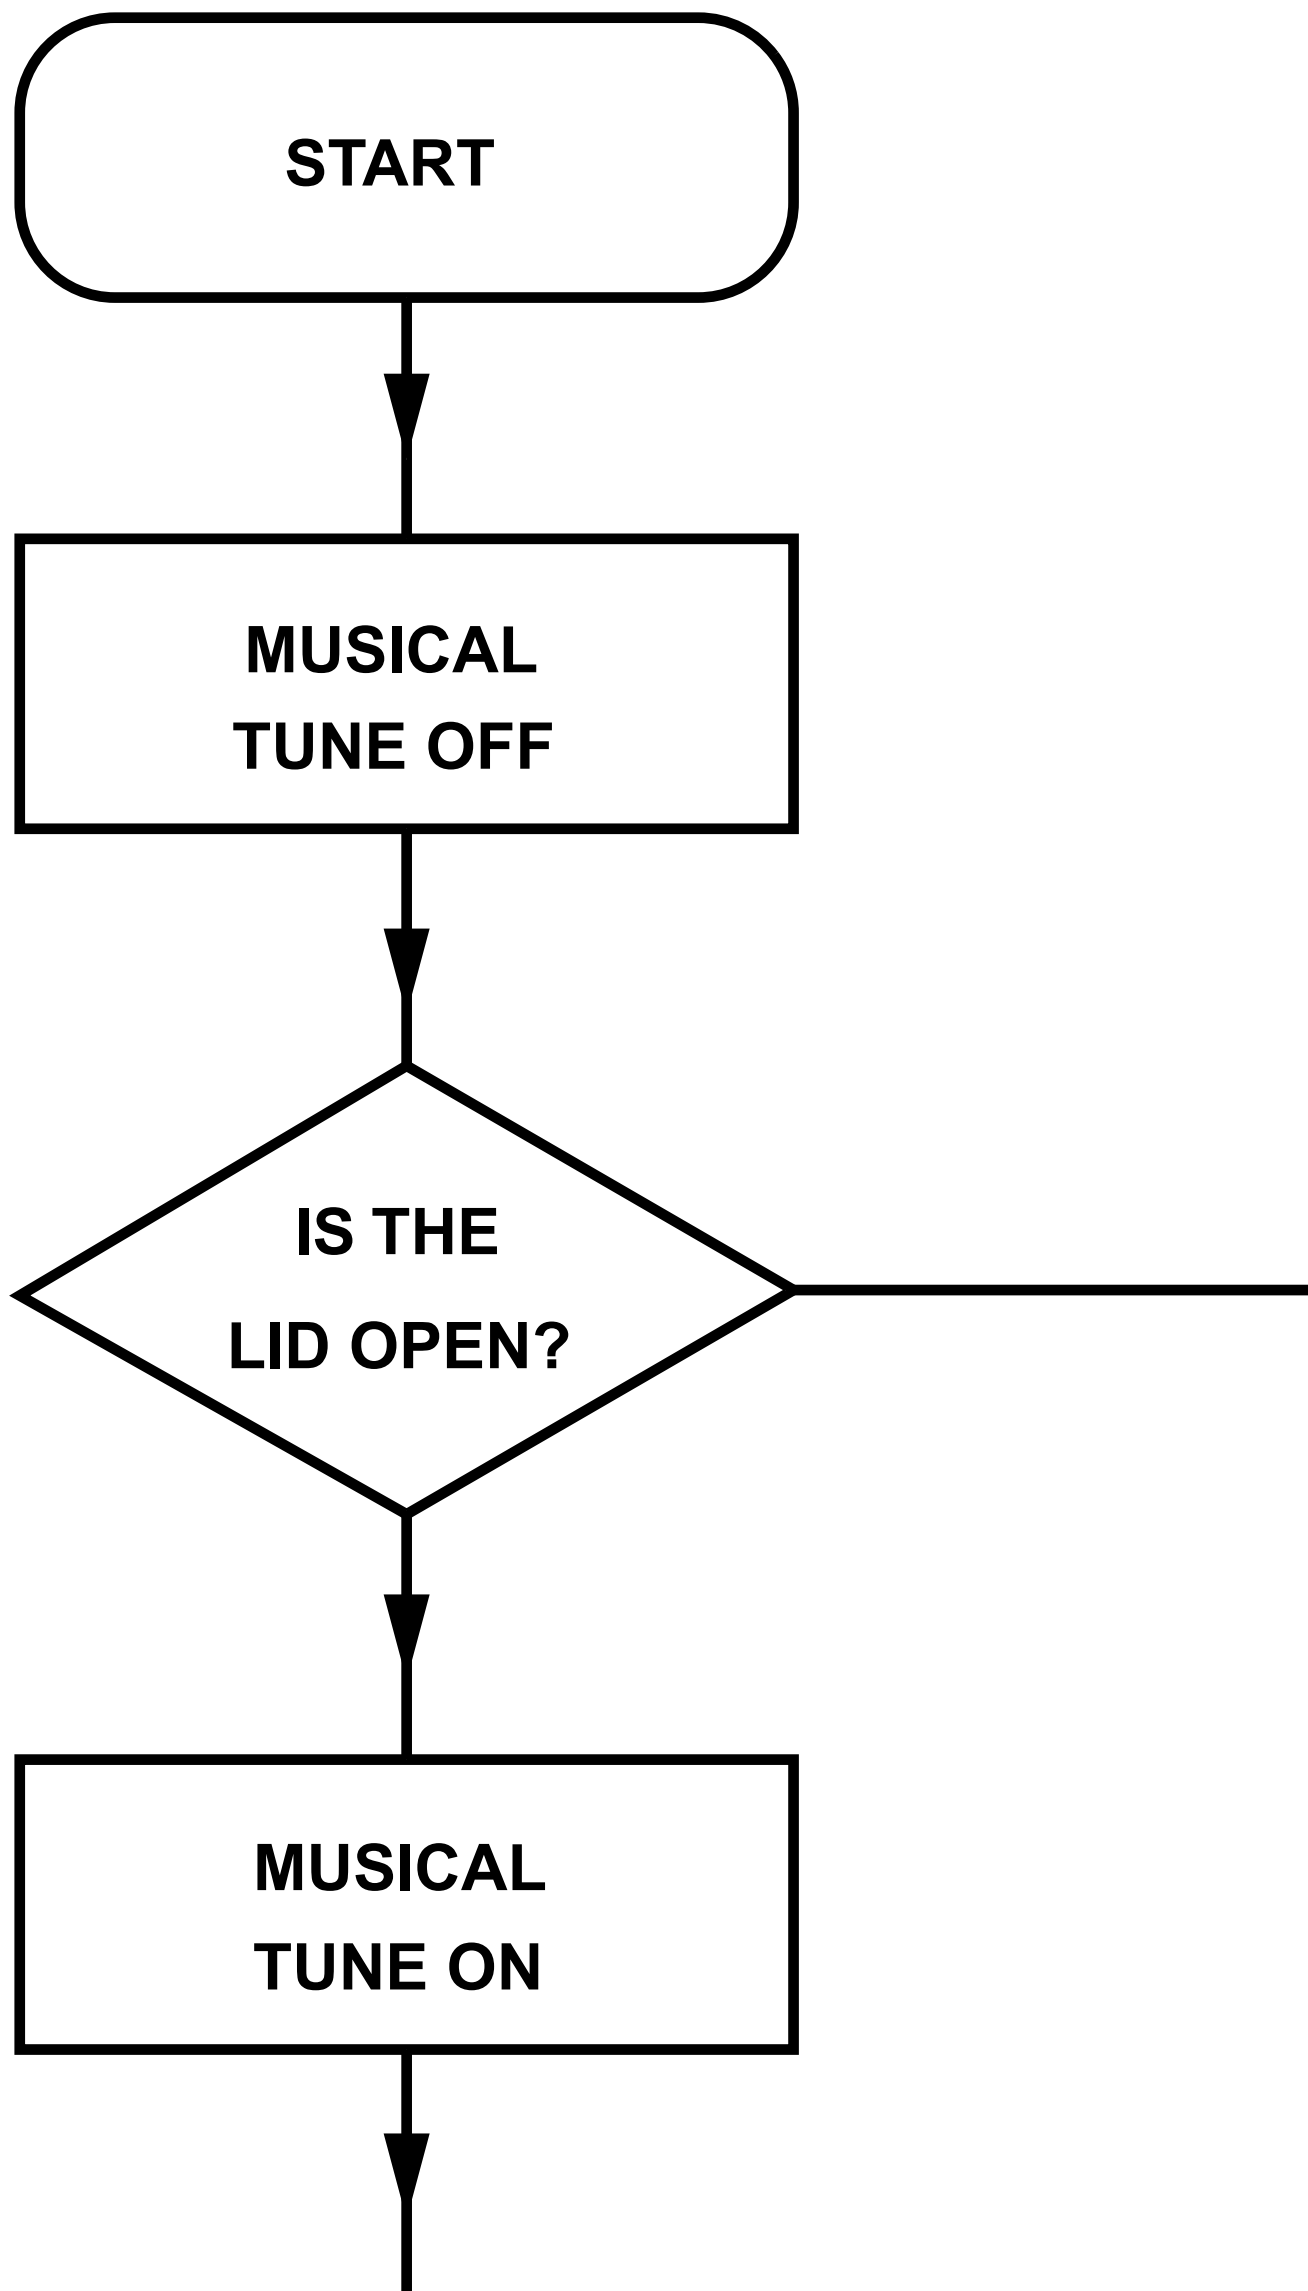 START
MUSICAL
TUNE OFF
IS THE
LID OPEN?
MUSICAL
TUNE ON